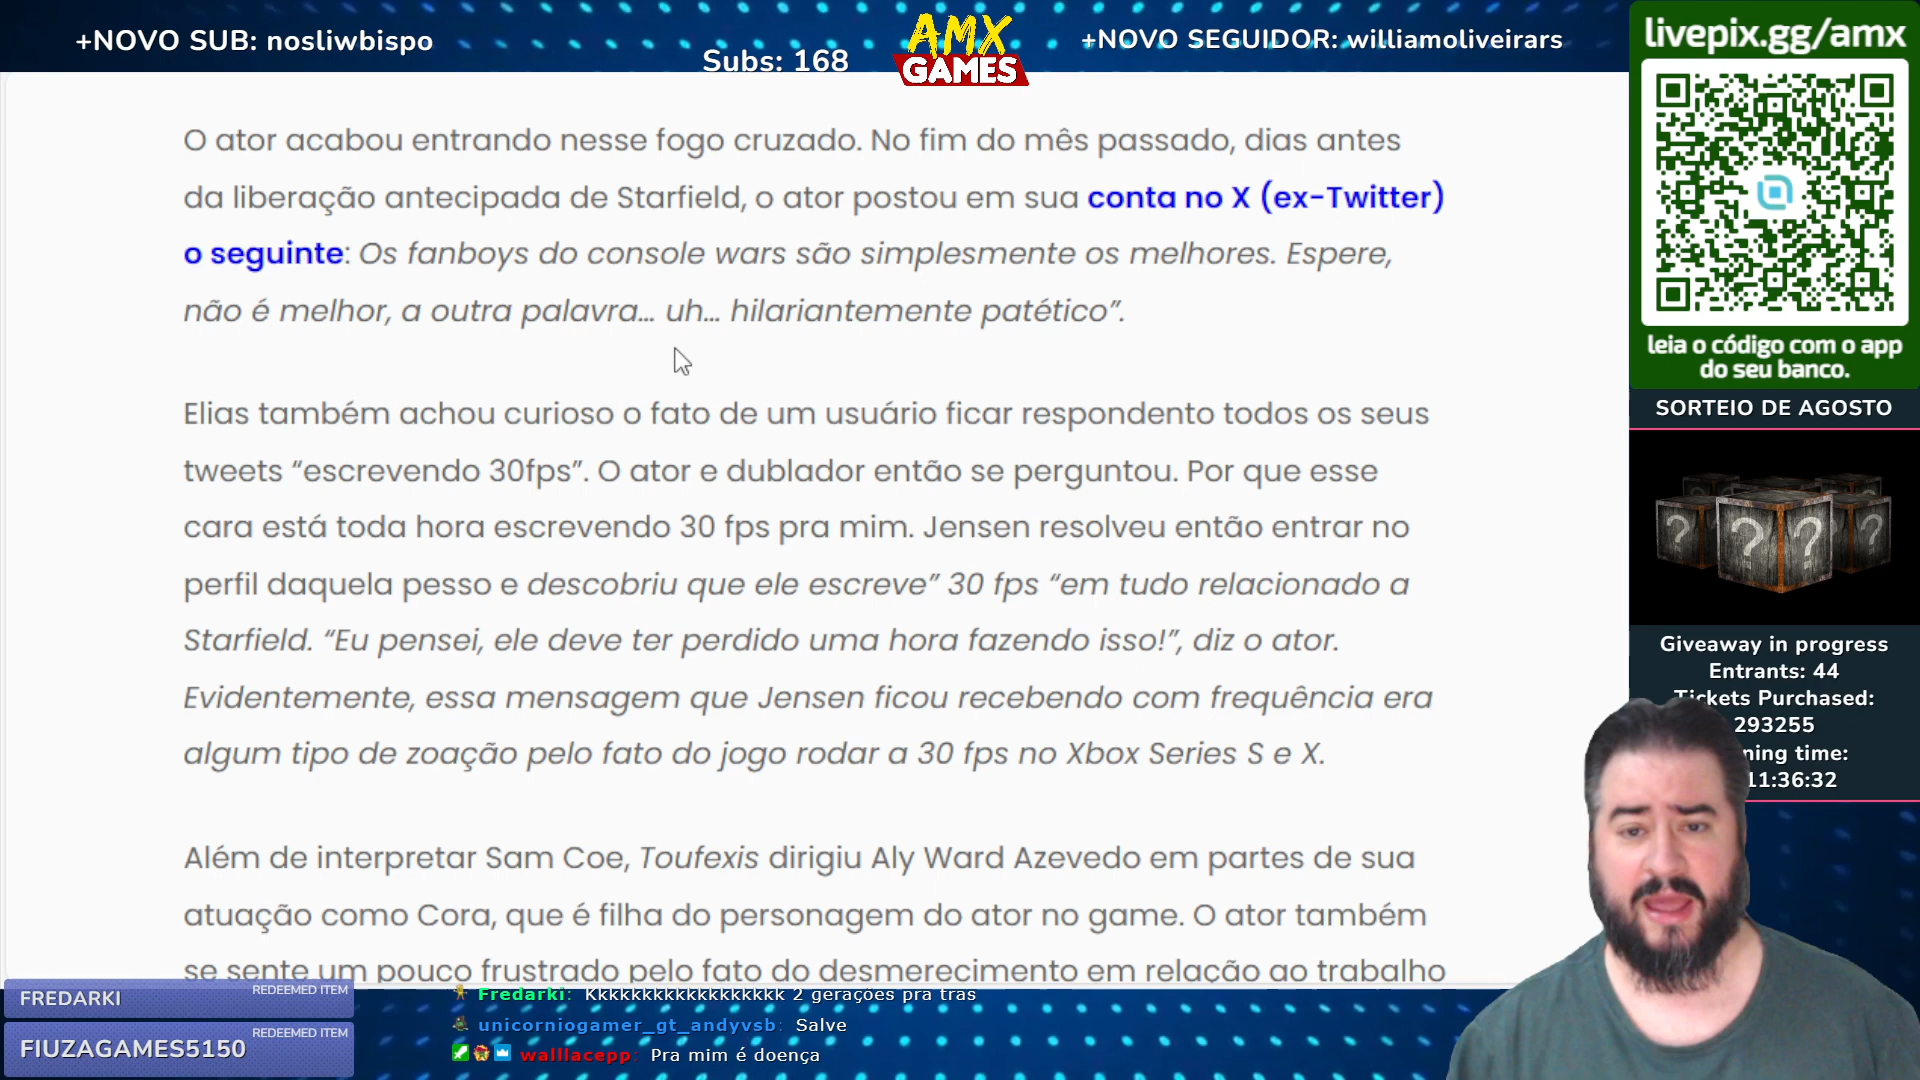 +NOVO SUB: nosliwbispo
Subs: 168
AMX
GAMES
+NOVO SEGUIDOR: williamoliveirars
livepix.gg/amx
leia o código com o app
do seu banco.
SORTEIO DE AGOSTO
Giveaway in progress
Entrants: 44
Tickets Purchased:
293255
ning time:
11:36:32
O ator acabou entrando nesse fogo cruzado. No fim do mês passado, dias antes
da liberação antecipada de Starfield, o ator postou em sua conta no X (ex-Twitter)
o seguinte: Os fanboys do console wars são simplesmente os melhores. Espere,
não é melhor, a outra palavra... uh... hilariantemente patético”.
Elias também achou curioso o fato de um usuário ficar respondento todos os seus
tweets “escrevendo 30fps”. O ator e dublador então se perguntou. Por que esse
cara está toda hora escrevendo 30 fps pra mim. Jensen resolveu então entrar no
perfil daquela pesso e descobriu que ele escreve” 30 fps “em tudo relacionado a
Starfield. “Eu pensei, ele deve ter perdido uma hora fazendo isso!”, diz o ator.
Evidentemente, essa mensagem que Jensen ficou recebendo com frequência era
algum tipo de zoação pelo fato do jogo rodar a 30 fps no Xbox Series S e X.
Além de interpretar Sam Coe, Toufexis dirigiu Aly Ward Azevedo em partes de sua
atuação como Cora, que é filha do personagem do ator no game. O ator também
se sente um pouco frustrado pelo fato do desmerecimento em relação ao trabalho
FREDARKI REDEEMED ITEM
FIUZAGAMES5150 REDEEMED ITEM
Fredarki: Kkkkkkkkkkkkkkkkkk 2 gerações pra tras
unicorniogamer_gt_andyvsb: Salve
walllacepp: Pra mim é doença